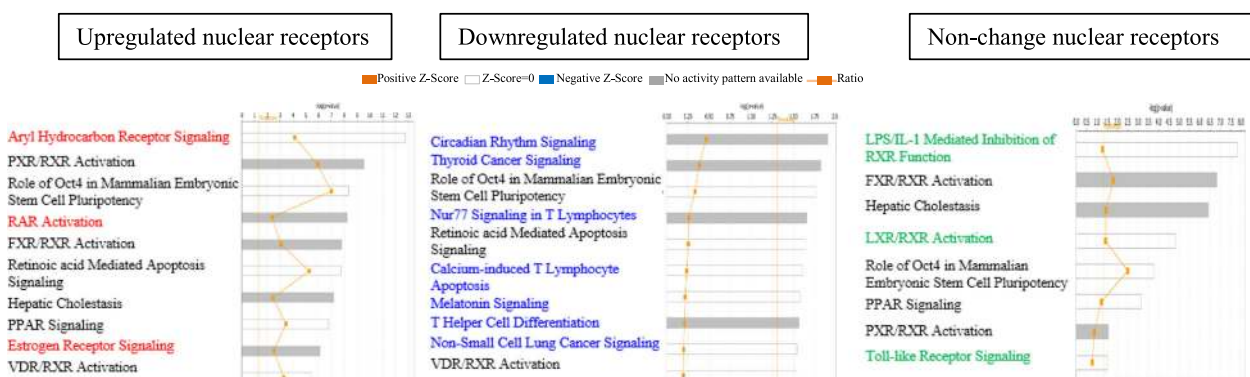 Upregulated nuclear receptors
Downregulated nuclear receptors
Non-change nuclear receptors
Positive Z-Score Z-Score=0 Negative Z-Score No activity pattern available Ratio
Aryl Hydrocarbon Receptor Signaling
PXR/RXR Activation
Role of Oct4 in Mammalian Embryonic
Stem Cell Pluripotency
RAR Activation
FXR/RXR Activation
Retinoic acid Mediated Apoptosis
Signaling
Hepatic Cholestasis
PPAR Signaling
Estrogen Receptor Signaling
VDR/RXR Activation
Circadian Rhythm Signaling
Thyroid Cancer Signaling
Role of Oct4 in Mammalian Embryonic
Stem Cell Pluripotency
Nur77 Signaling in T Lymphocytes
Retinoic acid Mediated Apoptosis
Signaling
Calcium-induced T Lymphocyte
Apoptosis
Melatonin Signaling
T Helper Cell Differentiation
Non-Small Cell Lung Cancer Signaling
VDR/RXR Activation
LPS/IL-1 Mediated Inhibition of
RXR Function
FXR/RXR Activation
Hepatic Cholestasis
LXR/RXR Activation
Role of Oct4 in Mammalian
Embryonic Stem Cell Pluripotency
PPAR Signaling
PXR/RXR Activation
Toll-like Receptor Signaling